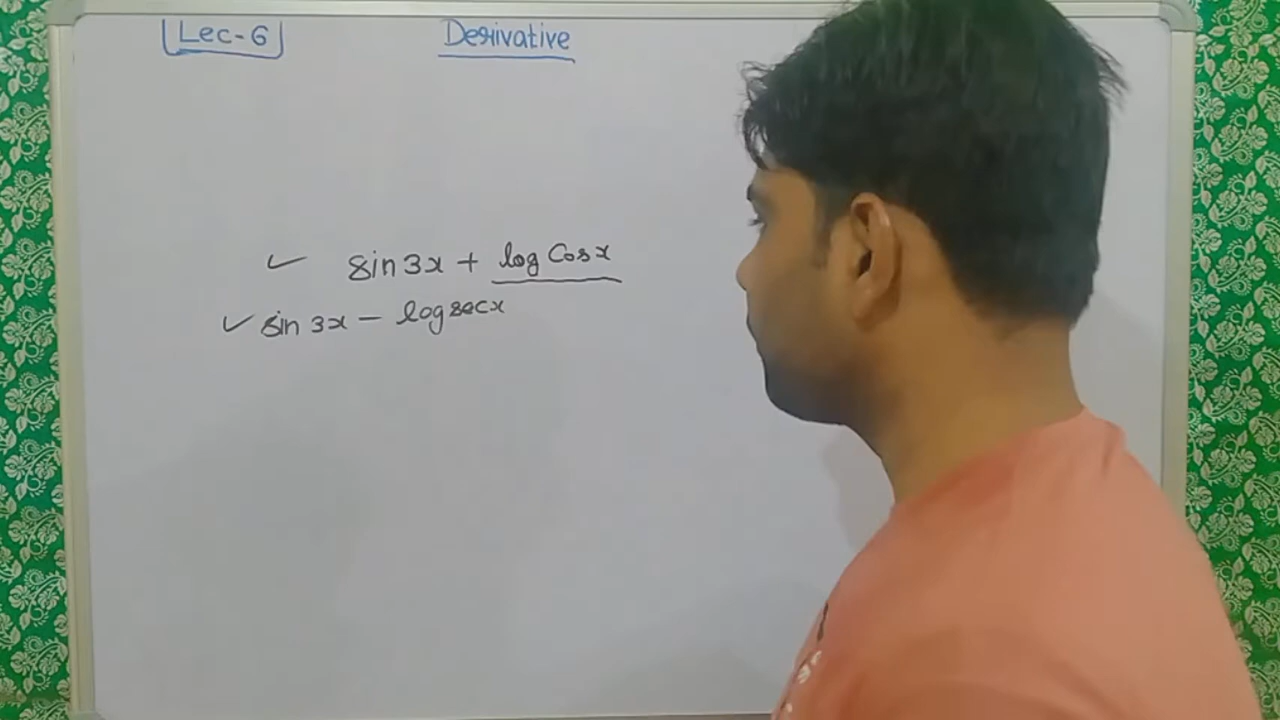 Lec-6 Derivative
✓ sin 3x + log Cos x
✓ sin 3x - log sec x